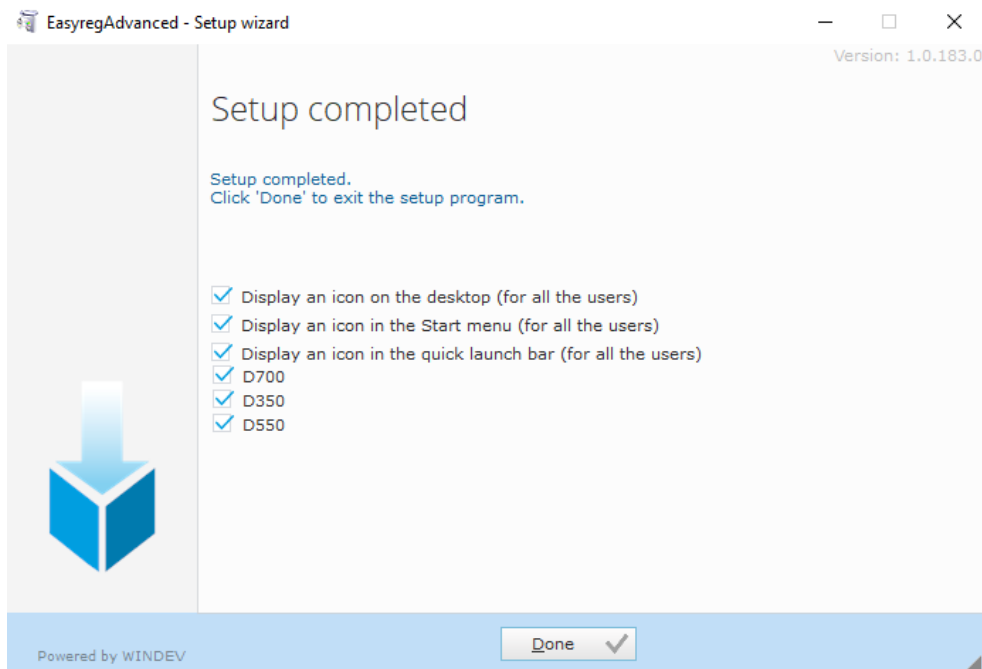 EasyregAdvanced - Setup wizard
Version: 1.0.183.0
Setup completed
Setup completed.
Click 'Done' to exit the setup program.
Display an icon on the desktop (for all the users)
Display an icon in the Start menu (for all the users)
Display an icon in the quick launch bar (for all the users)
D700
D350
D550
Done
Powered by WINDEV